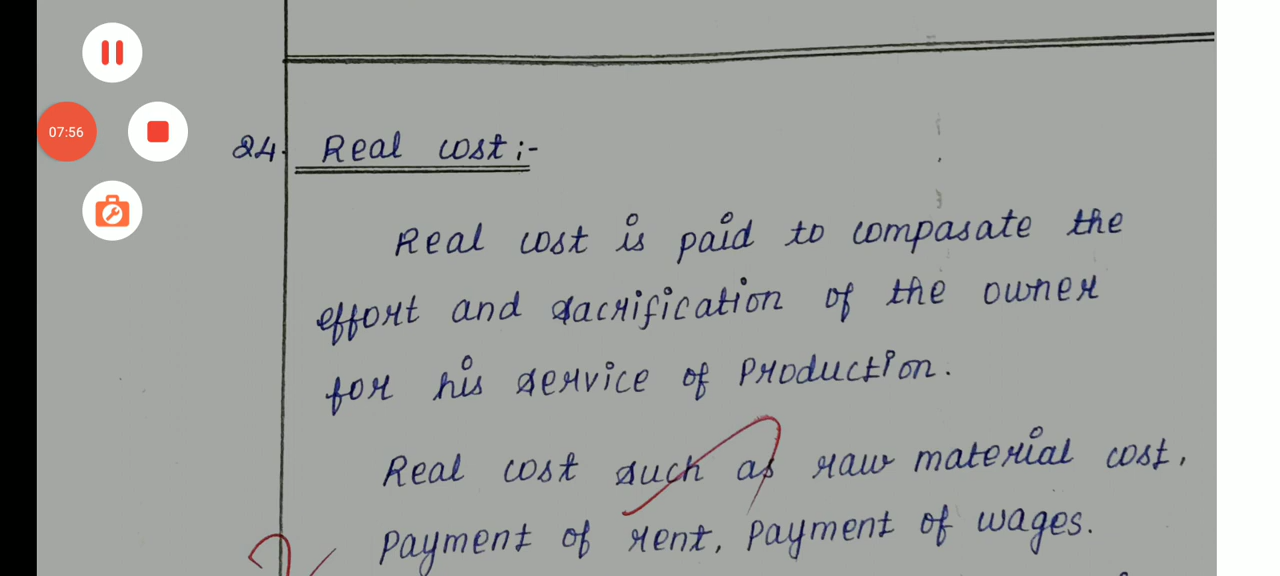 07:56
24. Real cost:-
Real cost is paid to compasate the
effort and sacrification of the owner
for his service of Production.
Real cost such as raw material cost,
Payment of rent, Payment of wages.